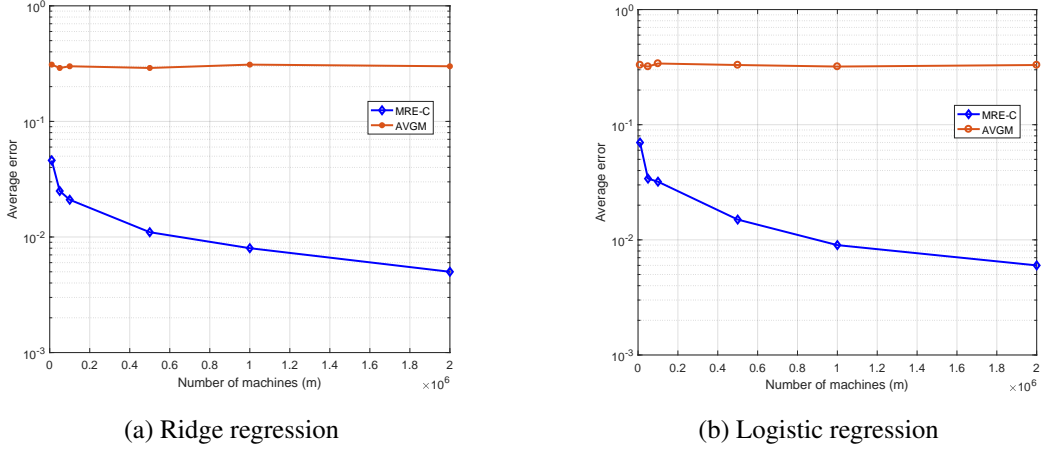 10^0
10^-1
10^-2
10^-3
Average error
MRE-C
AVGM
0 0.2 0.4 0.6 0.8 1 1.2 1.4 1.6 1.8 2
Number of machines (m)
×10^6
(a) Ridge regression
10^0
10^-1
10^-2
10^-3
Average error
MRE-C
AVGM
0 0.2 0.4 0.6 0.8 1 1.2 1.4 1.6 1.8 2
Number of machines (m)
×10^6
(b) Logistic regression